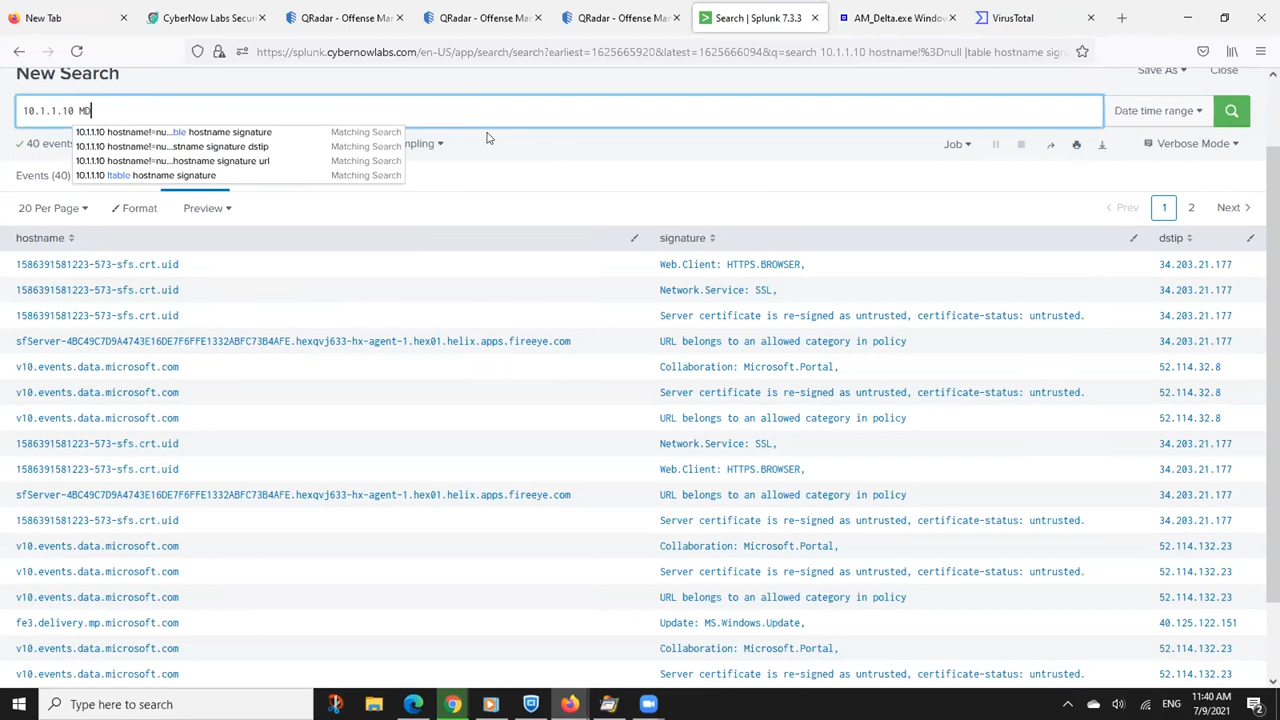 New Tab
CyberNow Labs Securi
QRadar - Offense Mar
QRadar - Offense Mar
QRadar - Offense Mar
Search | Splunk 7.3.3
AM_Delta.exe Window
VirusTotal
https://splunk.cybernowlabs.com/en-US/app/search/search?earliest=1625665920&latest=1625666094&q=search 10.1.1.10 hostname!%3Dnull |table hostname sign
New Search
Save As
Close
10.1.1.10 MD
Date time range
10.1.1.10 hostname!=nu...ble hostname signature Matching Search
10.1.1.10 hostname!=nu...stname signature dstip Matching Search
10.1.1.10 hostname!=nu...hostname signature url Matching Search
10.1.1.10 |table hostname signature Matching Search
40 events
mpling
Job
Verbose Mode
Events (40)
20 Per Page
Format
Preview
Prev 1 2 Next
hostname signature dstip
1586391581223-573-sfs.crt.uid Web.Client: HTTPS.BROWSER, 34.203.21.177
1586391581223-573-sfs.crt.uid Network.Service: SSL, 34.203.21.177
1586391581223-573-sfs.crt.uid Server certificate is re-signed as untrusted, certificate-status: untrusted. 34.203.21.177
sfServer-4BC49C7D9A4743E16DE7F6FFE1332ABFC73B4AFE.hexqvj633-hx-agent-1.hex01.helix.apps.fireeye.com URL belongs to an allowed category in policy 34.203.21.177
v10.events.data.microsoft.com Collaboration: Microsoft.Portal, 52.114.32.8
v10.events.data.microsoft.com Server certificate is re-signed as untrusted, certificate-status: untrusted. 52.114.32.8
v10.events.data.microsoft.com URL belongs to an allowed category in policy 52.114.32.8
1586391581223-573-sfs.crt.uid Network.Service: SSL, 34.203.21.177
1586391581223-573-sfs.crt.uid Web.Client: HTTPS.BROWSER, 34.203.21.177
sfServer-4BC49C7D9A4743E16DE7F6FFE1332ABFC73B4AFE.hexqvj633-hx-agent-1.hex01.helix.apps.fireeye.com URL belongs to an allowed category in policy 34.203.21.177
1586391581223-573-sfs.crt.uid Server certificate is re-signed as untrusted, certificate-status: untrusted. 34.203.21.177
v10.events.data.microsoft.com Collaboration: Microsoft.Portal, 52.114.132.23
v10.events.data.microsoft.com Server certificate is re-signed as untrusted, certificate-status: untrusted. 52.114.132.23
v10.events.data.microsoft.com URL belongs to an allowed category in policy 52.114.132.23
fe3.delivery.mp.microsoft.com Update: MS.Windows.Update, 40.125.122.151
v10.events.data.microsoft.com Collaboration: Microsoft.Portal, 52.114.132.23
v10.events.data.microsoft.com Server certificate is re-signed as untrusted, certificate-status: untrusted. 52.114.132.23
Type here to search
ENG
11:40 AM
7/9/2021
2